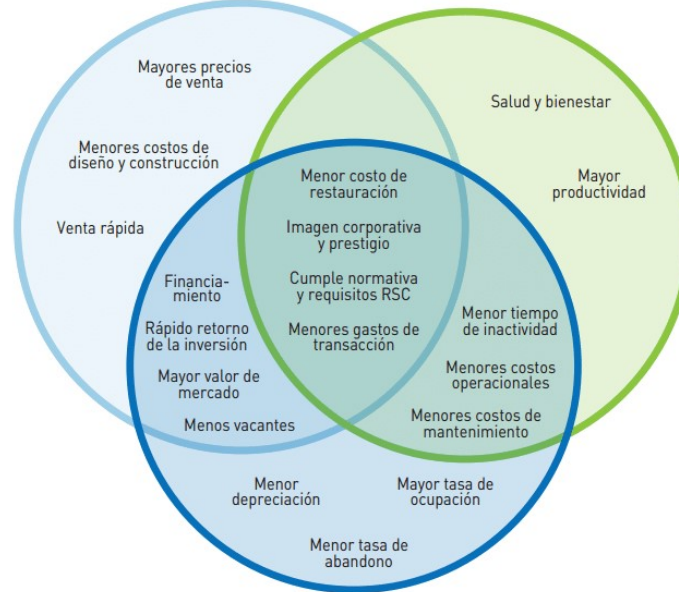 Mayores precios
de venta
Salud y bienestar
Menores costos de
diseño y construcción
Mayor
productividad
Menor costo de
restauración
Venta rápida
Imagen corporativa
y prestigio
Financia-
miento
Cumple normativa
y requisitos RSC
Menor tiempo
de inactividad
Rápido retorno
de la inversión
Menores gastos de
transacción
Mayor valor de
mercado
Menores costos
operacionales
Menos vacantes
Menores costos de
mantenimiento
Menor
depreciación
Mayor tasa de
ocupación
Menor tasa de
abandono